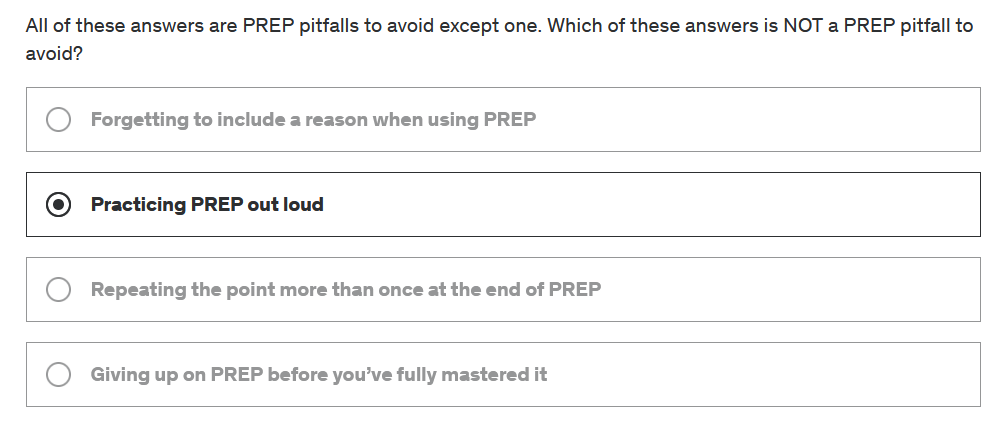 All of these answers are PREP pitfalls to avoid except one. Which of these answers is NOT a PREP pitfall to
avoid?
Forgetting to include a reason when using PREP
Practicing PREP out loud
Repeating the point more than once at the end of PREP
Giving up on PREP before you’ve fully mastered it